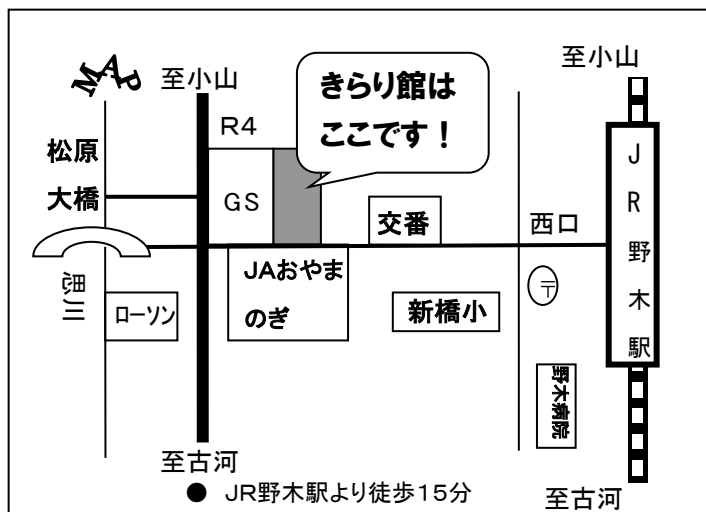 MAP
至小山
至小山
R4
きらり館は
ここです！
松原
大橋
GS
交番
西口
JR野木駅
思川
ローソン
JAおやま
のぎ
新橋小
〒
野木病院
至古河
至古河
● JR野木駅より徒歩15分